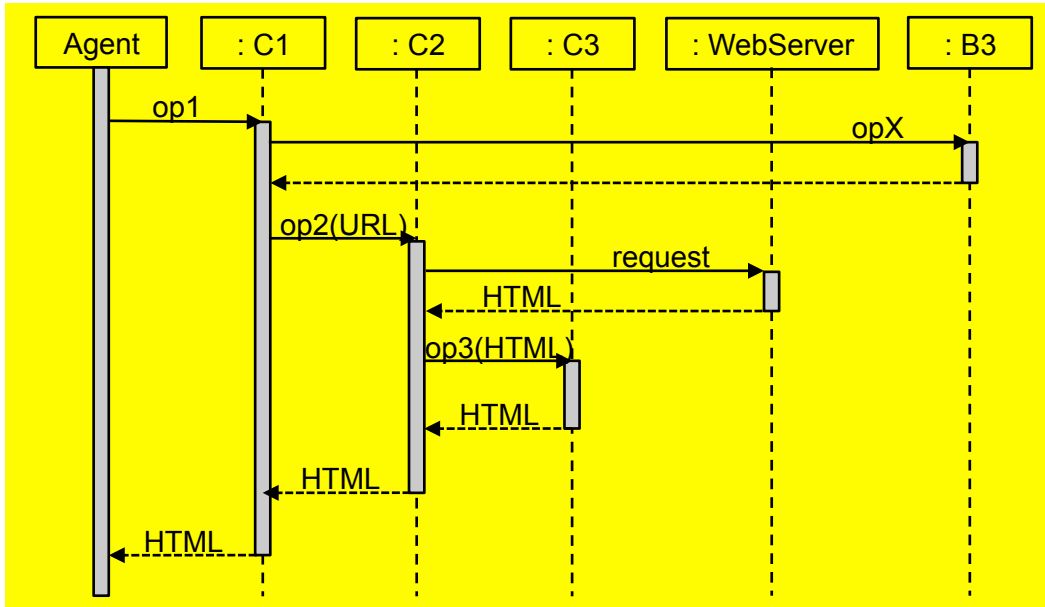 Agent
: C1
: C2
: C3
: WebServer
: B3
op1
opX
op2(URL)
request
HTML
op3(HTML)
HTML
HTML
HTML